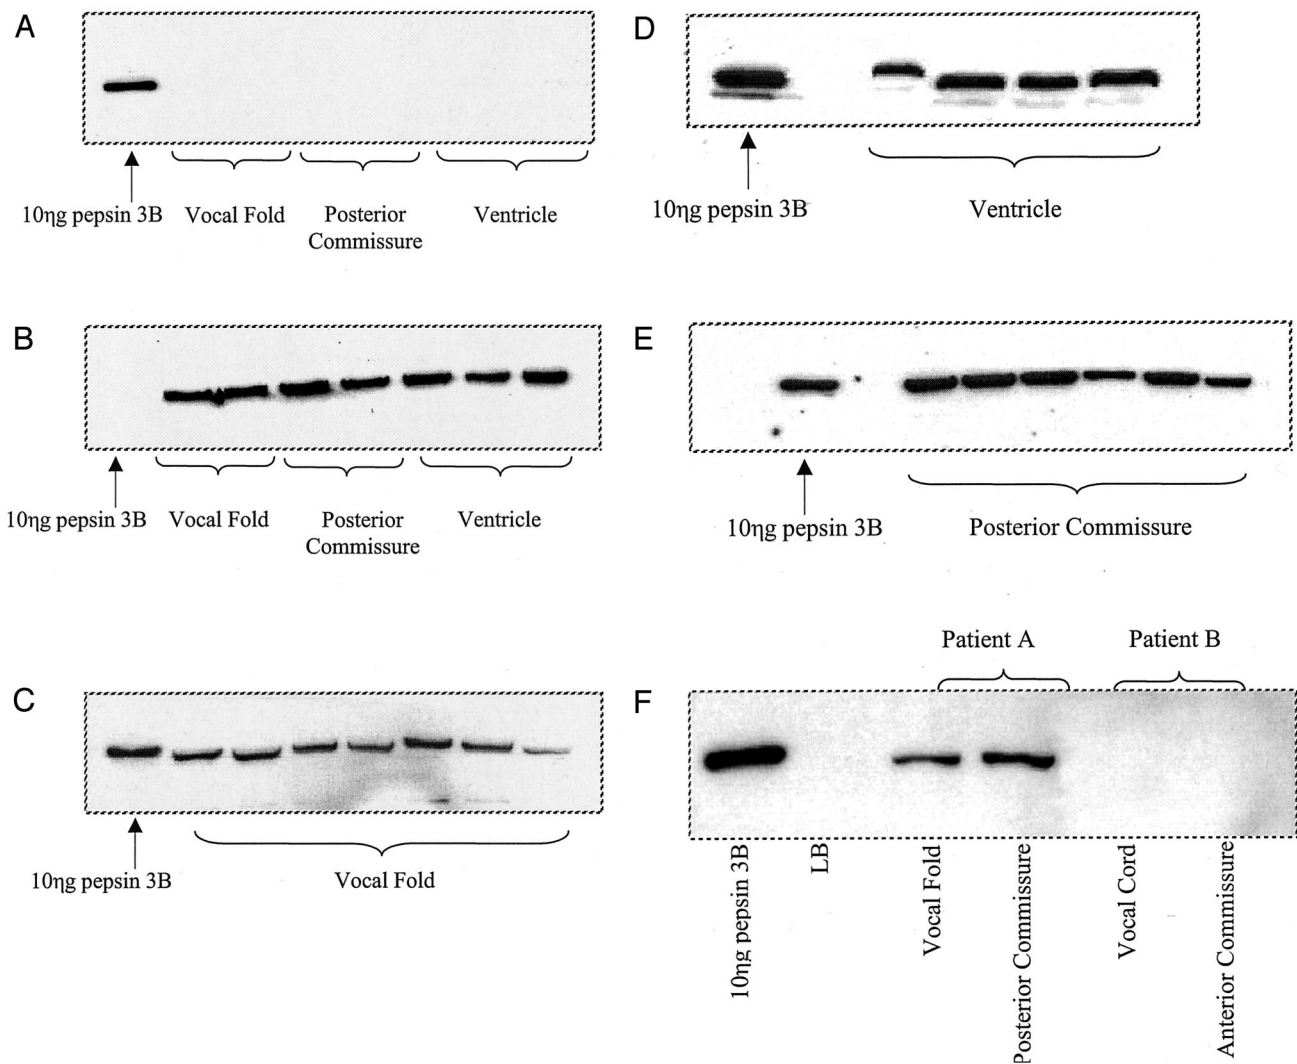 A
10ηg pepsin 3B
Vocal Fold
Posterior
Commissure
Ventricle
B
10ηg pepsin 3B
Vocal Fold
Posterior
Commissure
Ventricle
C
10ηg pepsin 3B
Vocal Fold
D
10ηg pepsin 3B
Ventricle
E
10ηg pepsin 3B
Posterior Commissure
F
Patient A
Patient B
10ηg pepsin 3B
LB
Vocal Fold
Posterior Commissure
Vocal Cord
Anterior Commissure